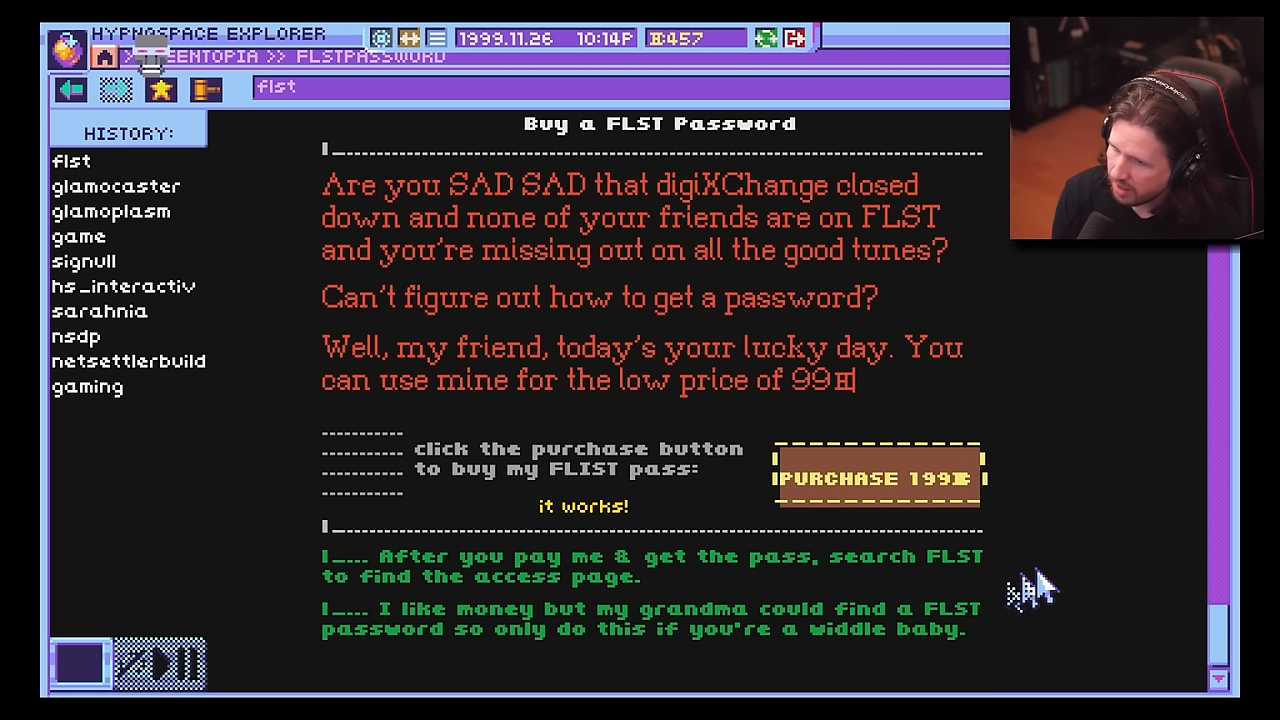 HYPNOSPACE EXPLORER
1999.11.26 10:14P
457
EENTOPIA >> FLSTPASSWORD
flst
HISTORY:
flst
glamocaster
glamoplasm
game
signull
hs_interactiv
sarahnia
nsdp
netsettlerbuild
gaming
Buy a FLST Password
Are you SAD SAD that digiXChange closed
down and none of your friends are on FLST
and you're missing out on all the good tunes?
Can't figure out how to get a password?
Well, my friend, today's your lucky day. You
can use mine for the low price of 99
click the purchase button
to buy my FLIST pass:
PURCHASE 199
it works!
After you pay me & get the pass, search FLST
to find the access page.
I like money but my grandma could find a FLST
password so only do this if you're a widdle baby.